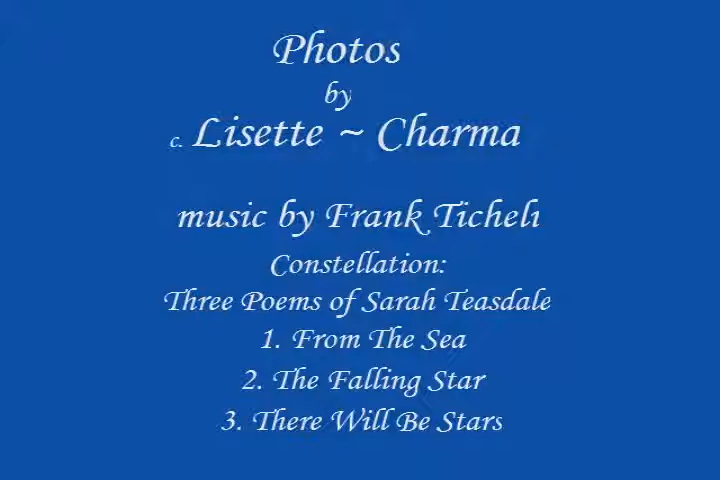 Photos
by
c. Lisette ~ Charma
music by Frank Ticheli
Constellation:
Three Poems of Sarah Teasdale
1. From The Sea
2. The Falling Star
3. There Will Be Stars